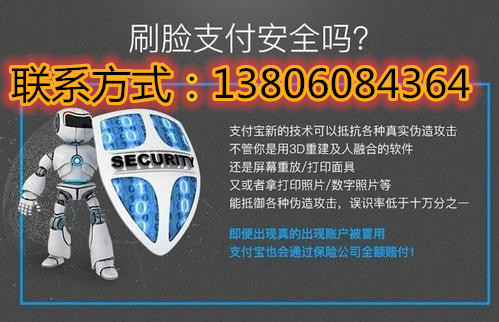 刷脸支付安全吗？
联系方式：13806084364
支付宝新的技术可以抵抗各种真实伪造攻击
不管你是用3D重建及人融合的软件
还是屏幕重放/打印面具
又或者拿打印照片/数字照片等
能抵御各种伪造攻击，误识率低于十万分之一
即便出现真的出现账户被冒用
支付宝也会通过保险公司全额赔付！
SECURITY